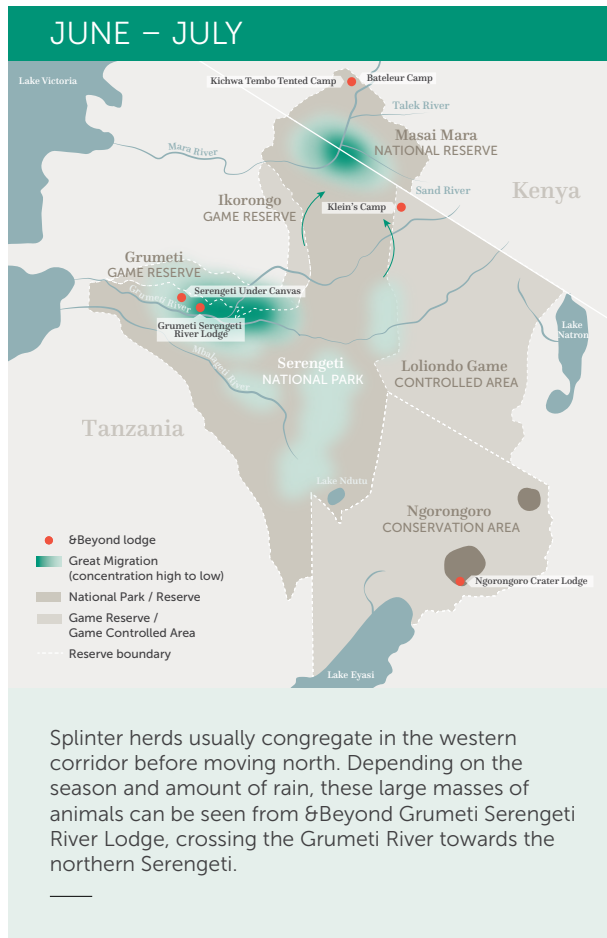 JUNE – JULY
Lake Victoria
Kichwa Tembo Tented Camp
Bateleur Camp
Talek River
Masai Mara
NATIONAL RESERVE
Mara River
Kenya
Sand River
Ikorongo
GAME RESERVE
Klein's Camp
Grumeti
GAME RESERVE
Serengeti Under Canvas
Grumeti River
Grumeti Serengeti
River Lodge
Lake
Natron
Mbalageti River
Serengeti
NATIONAL PARK
Loliondo Game
CONTROLLED AREA
Tanzania
Lake Ndutu
Ngorongoro
CONSERVATION AREA
Ngorongoro Crater Lodge
Lake Eyasi
&Beyond lodge
Great Migration
(concentration high to low)
National Park / Reserve
Game Reserve /
Game Controlled Area
Reserve boundary
Splinter herds usually congregate in the western
corridor before moving north. Depending on the
season and amount of rain, these large masses of
animals can be seen from &Beyond Grumeti Serengeti
River Lodge, crossing the Grumeti River towards the
northern Serengeti.